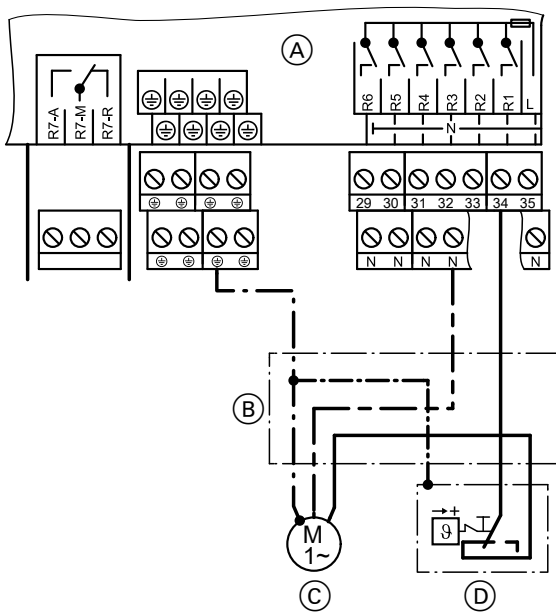 A
R7-A R7-M R7-R
R6 R5 R4 R3 R2 R1 L
N
29 30 31 32 33 34 35
N N N N N
B
M
1~
C
→+
ϑ
D